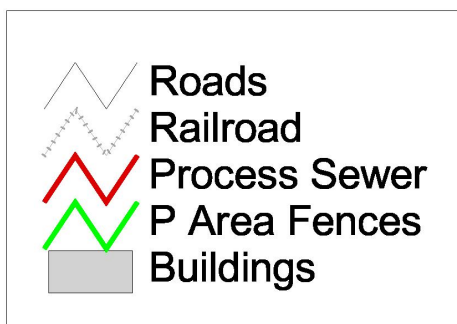 Roads
Railroad
Process Sewer
P Area Fences
Buildings